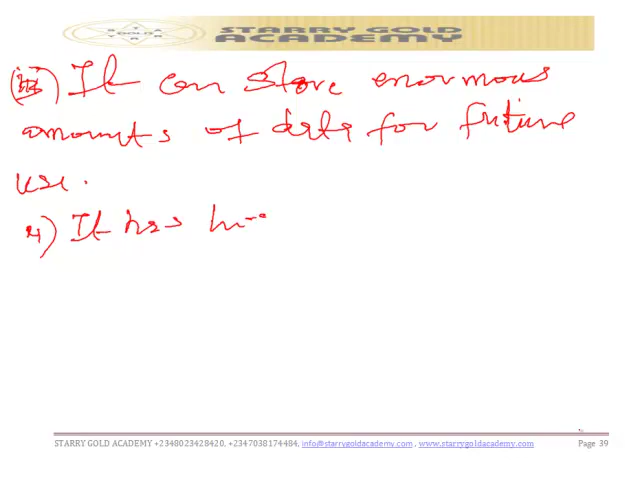 STARRY GOLD
ACADEMY
(iii) It can store enormous
amounts of data for future
use.
4) It has
STARRY GOLD ACADEMY +2348023428420, +2347038174484, info@starrygoldacademy.com , www.starrygoldacademy.com Page 39